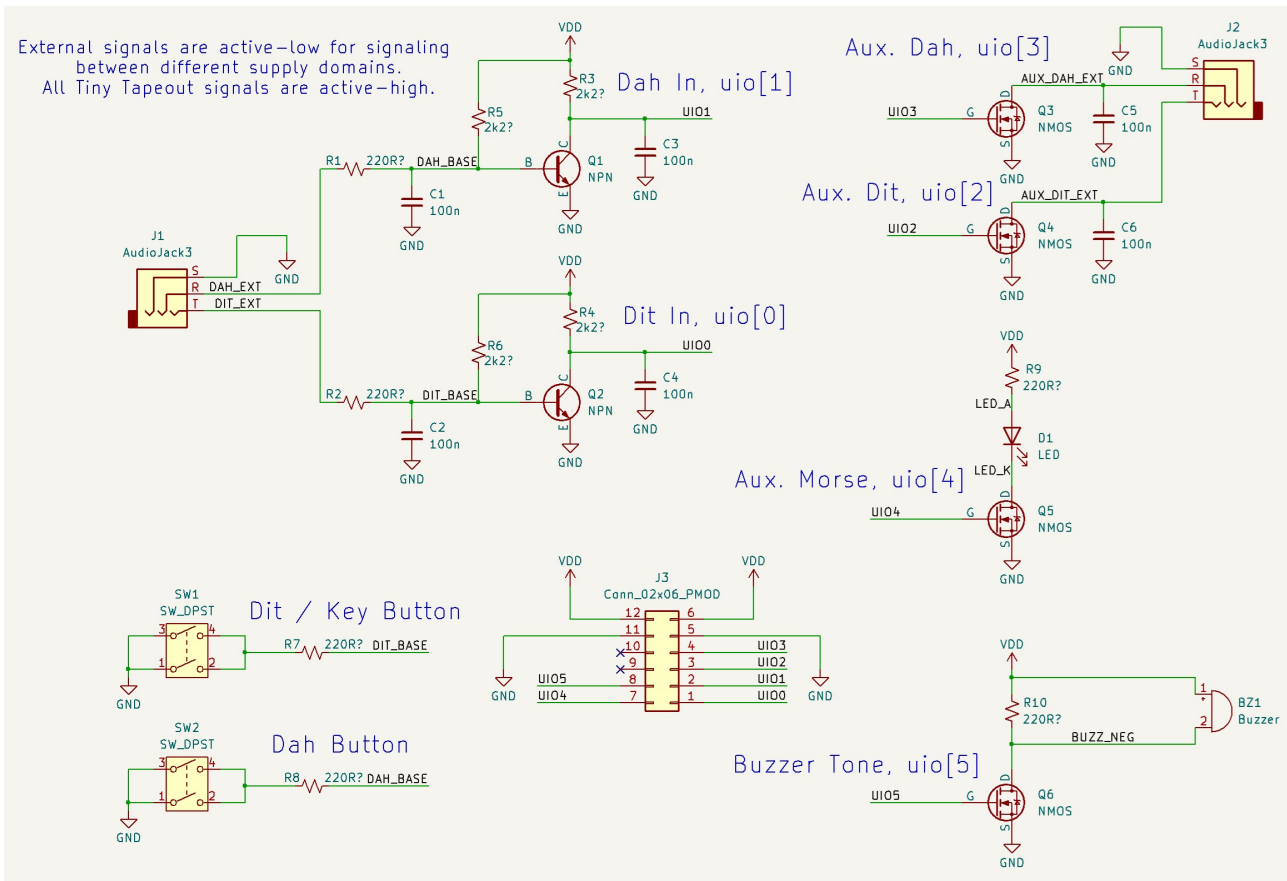 External signals are active-low for signaling
between different supply domains.
All Tiny Tapeout signals are active-high.
VDD
R3
2k2?
Dah In, uio[1]
R5
2k2?
UIO1
R1 220R? DAH_BASE
B
C
E
Q1
NPN
C3
100n
GND
C1
100n
GND
GND
J1
AudioJack3
S
R DAH_EXT
T DIT_EXT
GND
VDD
R4
2k2?
Dit In, uio[0]
R6
2k2?
UIO0
R2 220R? DIT_BASE
B
C
E
Q2
NPN
C4
100n
GND
C2
100n
GND
GND
Aux. Dah, uio[3]
GND
J2
AudioJack3
S
R
T
AUX_DAH_EXT
UIO3
G
D
S
Q3
NMOS
C5
100n
GND
GND
Aux. Dit, uio[2]
AUX_DIT_EXT
UIO2
G
D
S
Q4
NMOS
C6
100n
GND
GND
VDD
R9
220R?
LED_A
D1
LED
LED_K
Aux. Morse, uio[4]
UIO4
G
D
S
Q5
NMOS
GND
SW1
SW_DPST
Dit / Key Button
3 4
1 2
R7 220R? DIT_BASE
GND
SW2
SW_DPST
Dah Button
3 4
1 2
R8 220R? DAH_BASE
GND
VDD
J3
Conn_02x06_PMOD
VDD
12 6
11 5
10 4 UIO3
9 3 UIO2
UIO5 8 2 UIO1
UIO4 7 1 UIO0
GND
GND
VDD
R10
220R?
1
+
2
BZ1
Buzzer
BUZZ_NEG
Buzzer Tone, uio[5]
UIO5
G
D
S
Q6
NMOS
GND